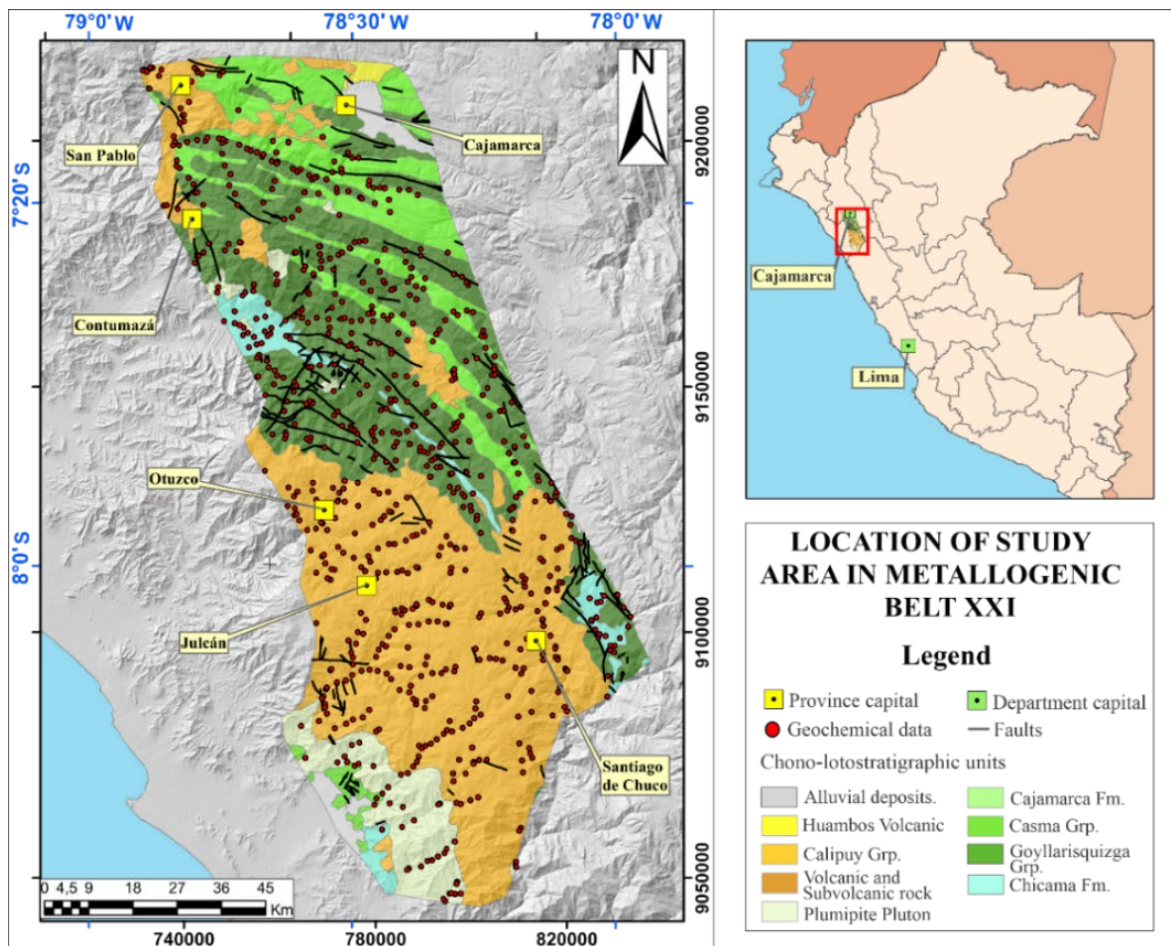 79°0' W
78°30' W
78°0' W
N
San Pablo
Cajamarca
9200000
7°20' S
Contumazá
9150000
Otuzco
8°0' S
Julcán
9100000
Santiago
de Chuco
9050000
0 4,5 9 18 27 36 45
Km
740000
780000
820000
Cajamarca
Lima
LOCATION OF STUDY
AREA IN METALLOGENIC
BELT XXI
Legend
Province capital
Department capital
Geochemical data
Faults
Chono-lotostratigraphic units
Alluvial deposits.
Huambos Volcanic
Calipuy Grp.
Volcanic and
Subvolcanic rock
Plumipite Pluton
Cajamarca Fm.
Casma Grp.
Goyllarisquizga
Grp.
Chicama Fm.